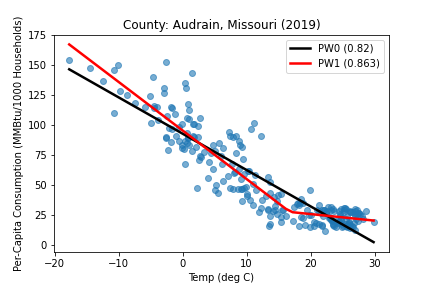 County: Audrain, Missouri (2019)
Per-Capita Consumption (MMBtu/1000 Households)
175
150
125
100
75
50
25
0
PW0 (0.82)
PW1 (0.863)
−20 −10 0 10 20 30
Temp (deg C)